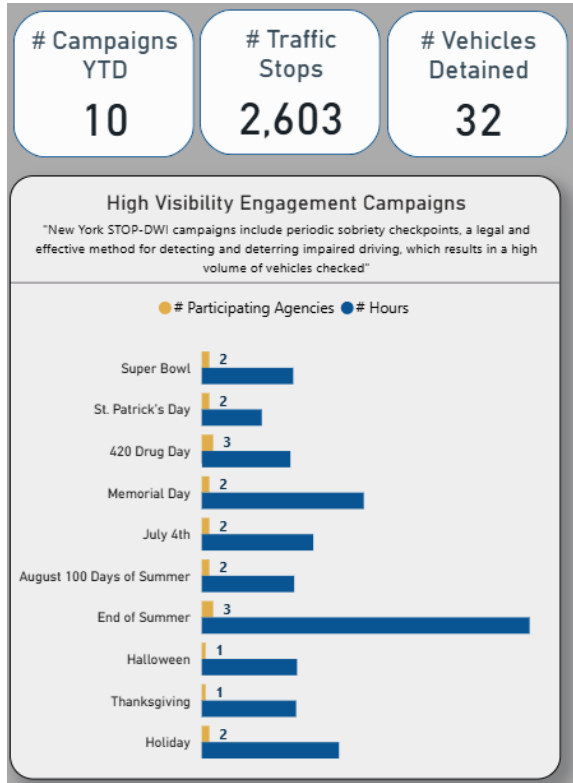 # Campaigns
YTD
10
# Traffic
Stops
2,603
# Vehicles
Detained
32
High Visibility Engagement Campaigns
"New York STOP-DWI campaigns include periodic sobriety checkpoints, a legal and
effective method for detecting and deterring impaired driving, which results in a high
volume of vehicles checked"
# Participating Agencies # Hours
Super Bowl 2
St. Patrick's Day 2
420 Drug Day 3
Memorial Day 2
July 4th 2
August 100 Days of Summer 2
End of Summer 3
Halloween 1
Thanksgiving 1
Holiday 2